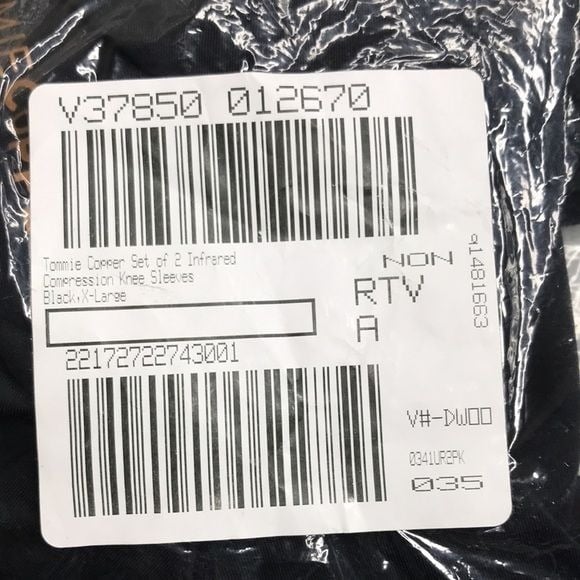 V37850 012670
Tommie Copper Set of 2 Infrared
Compression Knee Sleeves
Black,X-Large
NON
RTV
A
a1481663
22172722743001
V#-DW00
0341UR2PK
035